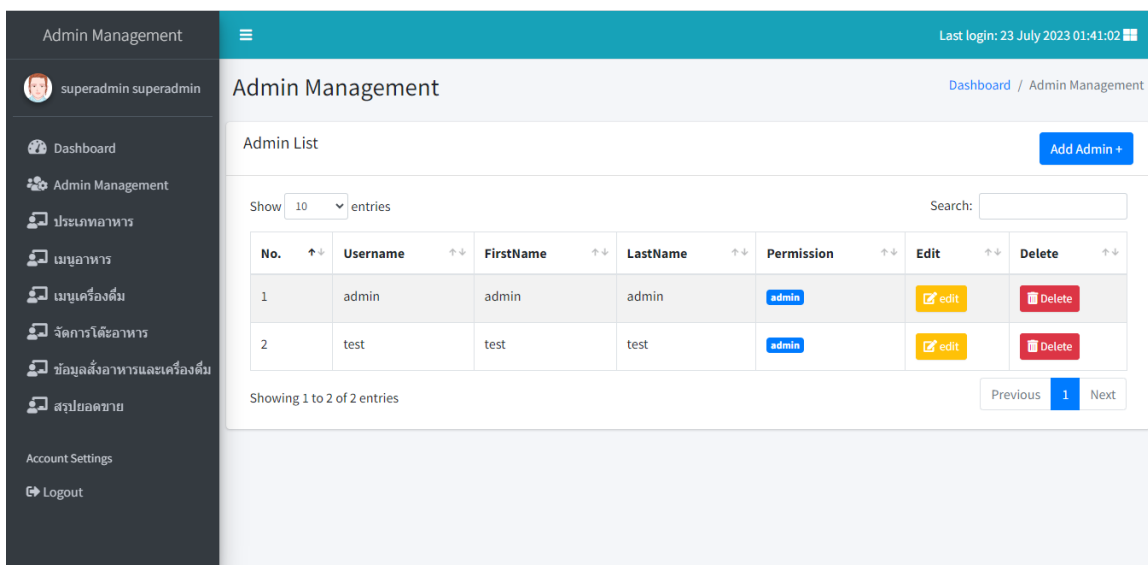 Admin Management
Last login: 23 July 2023 01:41:02
superadmin superadmin
Admin Management
Dashboard / Admin Management
Dashboard
Admin Management
ประเภทอาหาร
เมนูอาหาร
เมนูเครื่องดื่ม
จัดการโต๊ะอาหาร
ข้อมูลสั่งอาหารและเครื่องดื่ม
สรุปยอดขาย
Account Settings
Logout
Admin List
Add Admin +
Show 10 entries
Search:
No. Username FirstName LastName Permission Edit Delete
1 admin admin admin admin edit Delete
2 test test test admin edit Delete
Showing 1 to 2 of 2 entries
Previous 1 Next